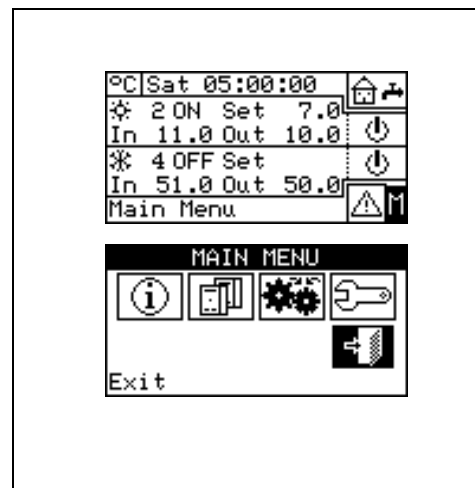 °C Sat 05:00:00
2 ON Set 7.0
In 11.0 Out 10.0
4 OFF Set
In 51.0 Out 50.0
Main Menu M
MAIN MENU
Exit